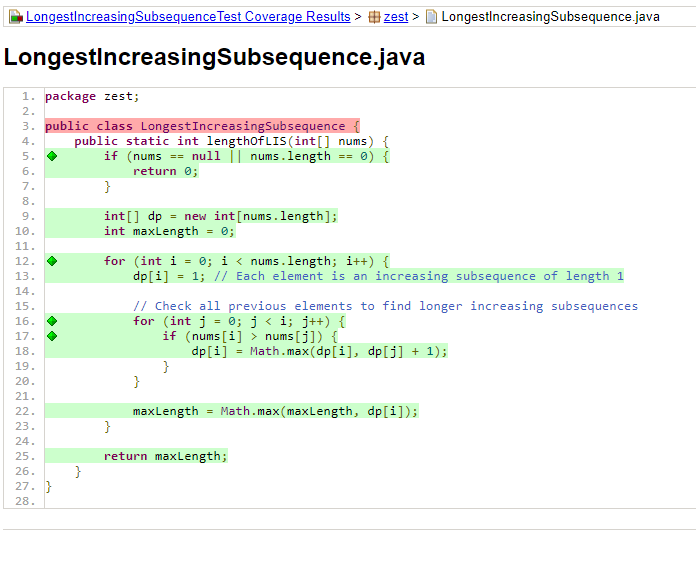 LongestIncreasingSubsequenceTest Coverage Results > zest > LongestIncreasingSubsequence.java
LongestIncreasingSubsequence.java
1. package zest;
2.
3. public class LongestIncreasingSubsequence {
4.     public static int lengthOfLIS(int[] nums) {
5.         if (nums == null || nums.length == 0) {
6.             return 0;
7.         }
8.
9.         int[] dp = new int[nums.length];
10.         int maxLength = 0;
11.
12.         for (int i = 0; i < nums.length; i++) {
13.             dp[i] = 1; // Each element is an increasing subsequence of length 1
14.
15.             // Check all previous elements to find longer increasing subsequences
16.             for (int j = 0; j < i; j++) {
17.                 if (nums[i] > nums[j]) {
18.                     dp[i] = Math.max(dp[i], dp[j] + 1);
19.                 }
20.             }
21.
22.             maxLength = Math.max(maxLength, dp[i]);
23.         }
24.
25.         return maxLength;
26.     }
27. }
28.